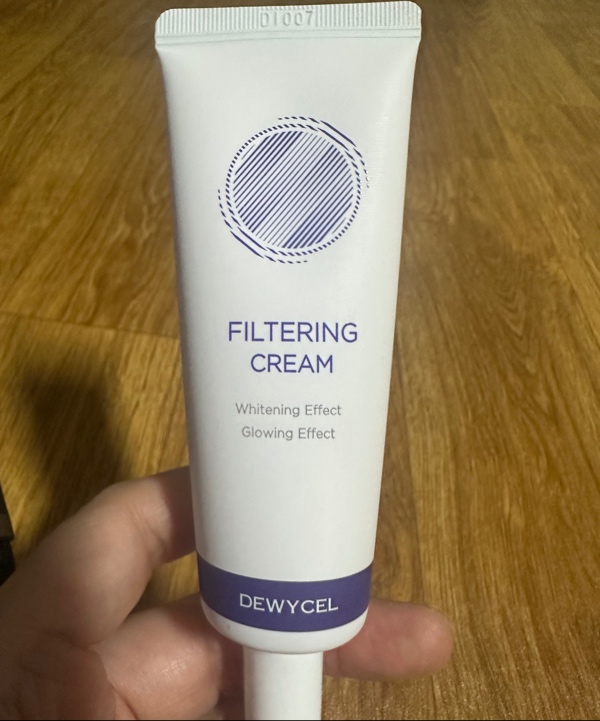 01007
FILTERING
CREAM
Whitening Effect
Glowing Effect
DEWYCEL